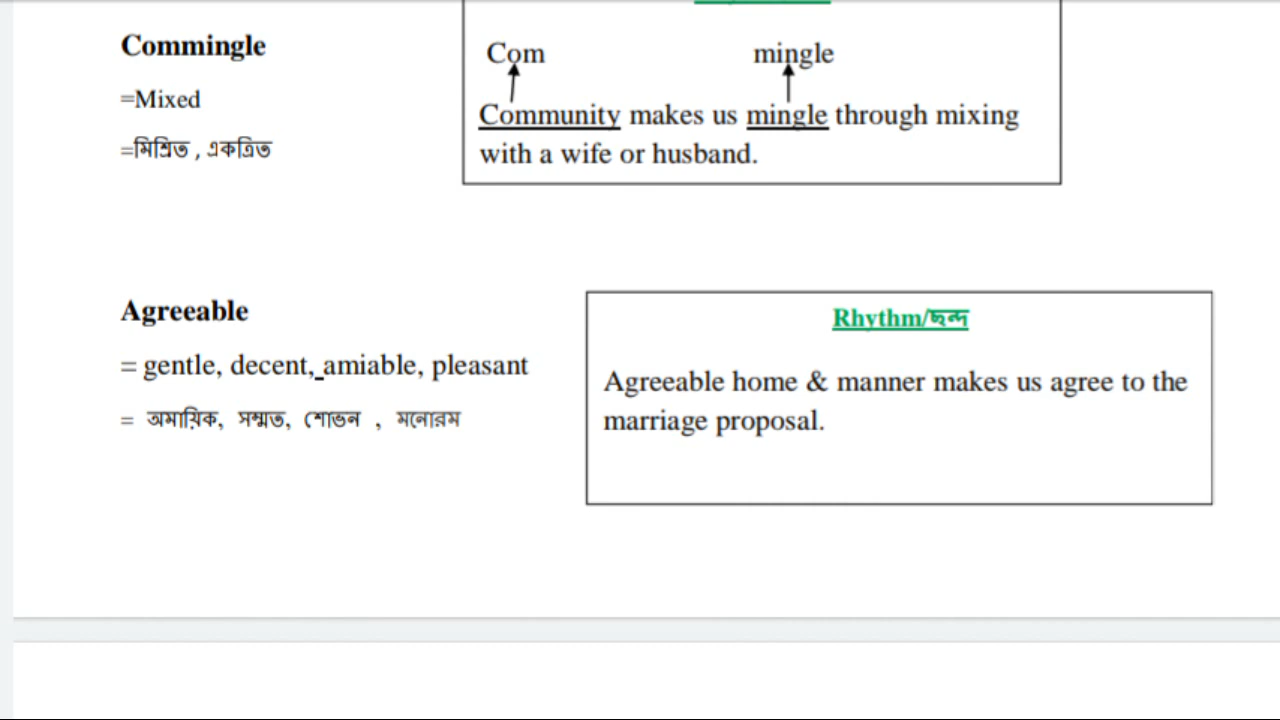 Commingle
=Mixed
=মিশ্রিত , একত্রিত
Com mingle
Community makes us mingle through mixing
with a wife or husband.
Agreeable
= gentle, decent, amiable, pleasant
= অমায়িক, সম্মত, শোভন , মনোরম
Rhythm/ছন্দ
Agreeable home & manner makes us agree to the
marriage proposal.